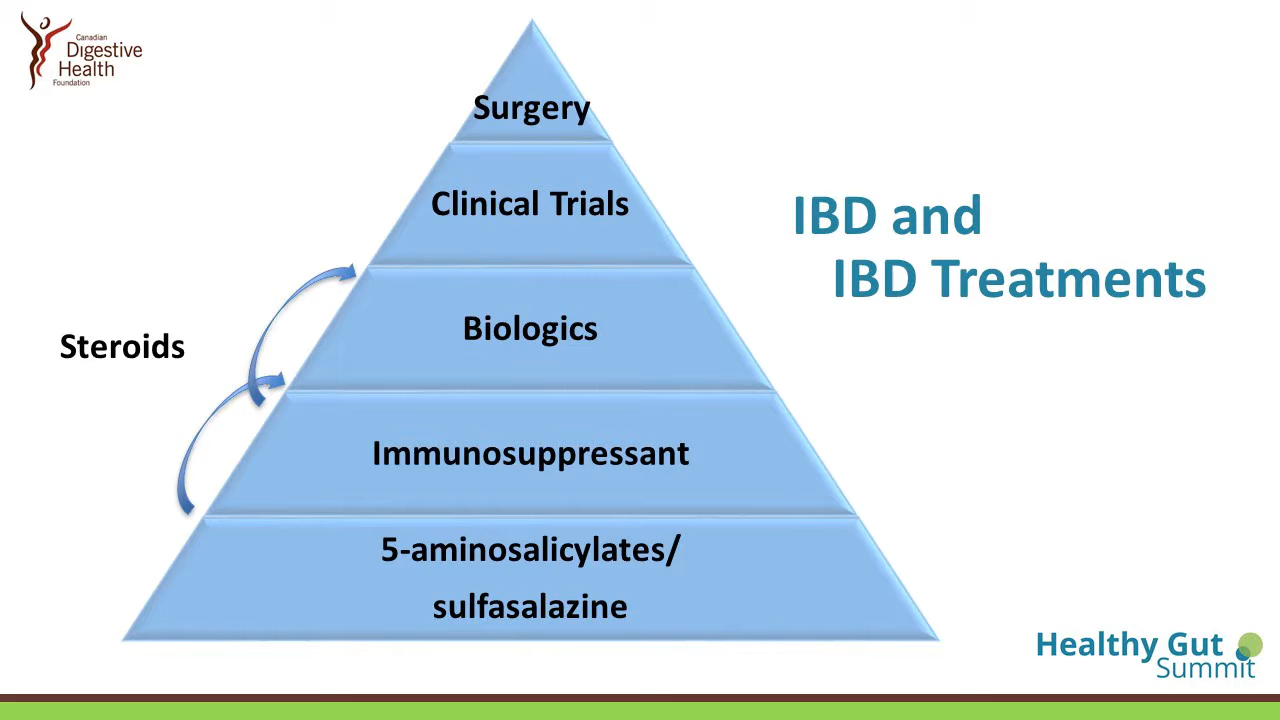 Canadian
Digestive
Health
Foundation
Surgery
Clinical Trials
IBD and
IBD Treatments
Biologics
Steroids
Immunosuppressant
5-aminosalicylates/
sulfasalazine
Healthy Gut
Summit